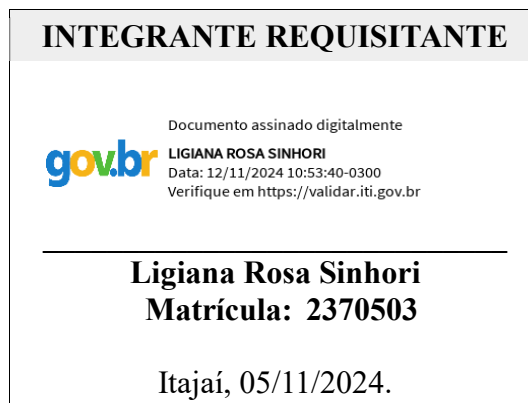 INTEGRANTE REQUISITANTE
Documento assinado digitalmente
gov.br
LIGIANA ROSA SINHORI
Data: 12/11/2024 10:53:40-0300
Verifique em https://validar.iti.gov.br
Ligiana Rosa Sinhori
Matrícula: 2370503
Itajaí, 05/11/2024.